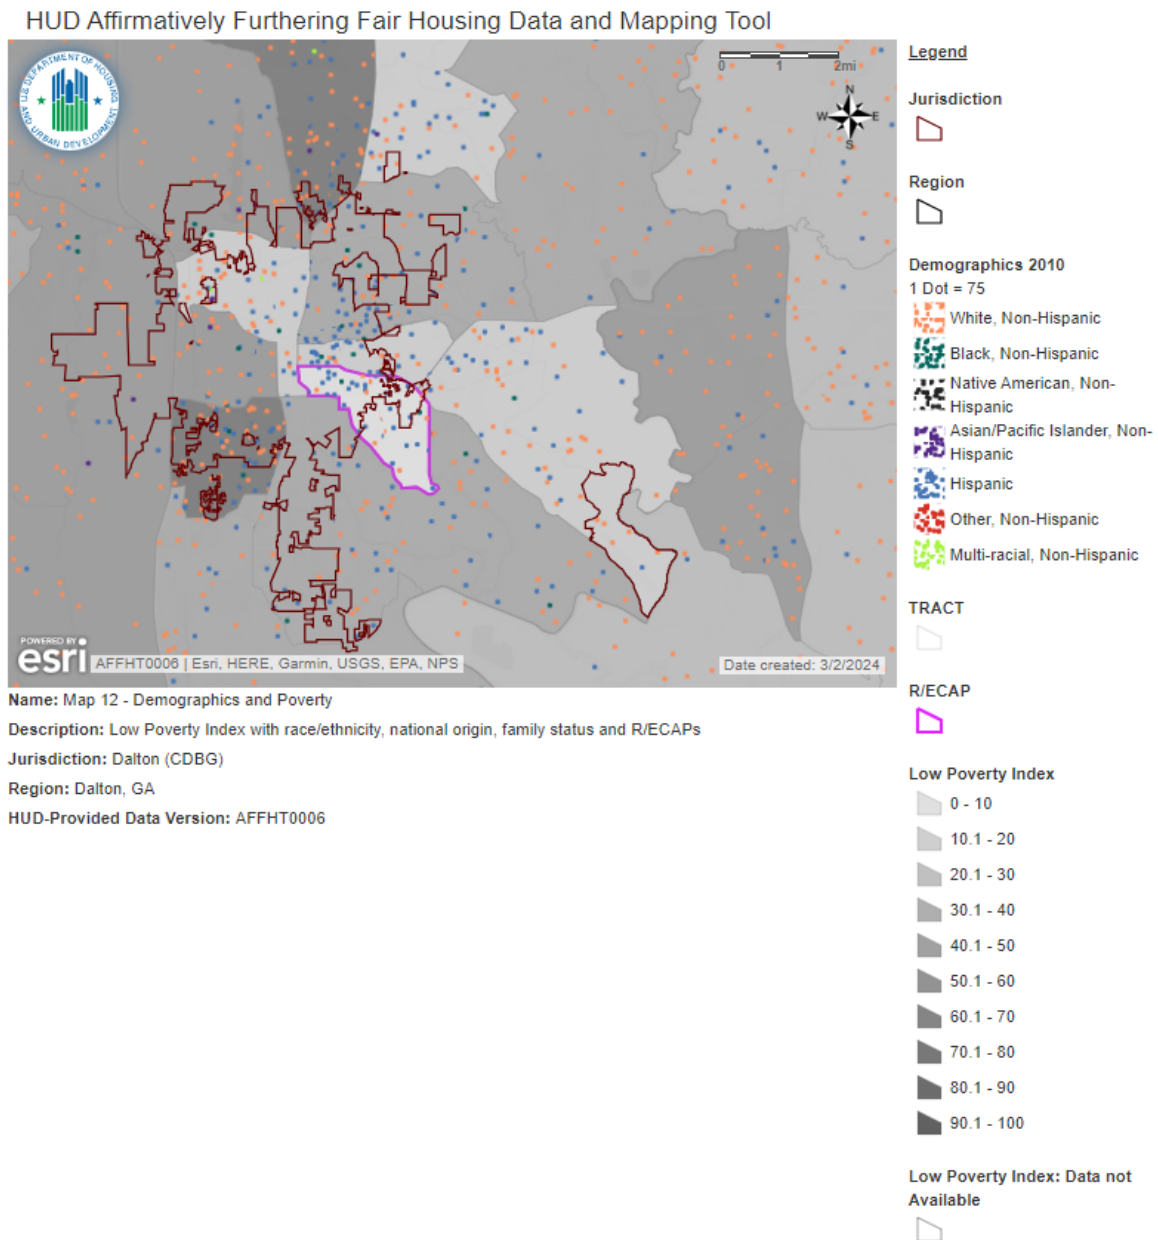 HUD Affirmatively Furthering Fair Housing Data and Mapping Tool
U.S. DEPARTMENT OF HOUSING
AND URBAN DEVELOPMENT
0 1 2mi
N
W E
S
POWERED BY
esri
AFFHT0006 | Esri, HERE, Garmin, USGS, EPA, NPS
Date created: 3/2/2024
Name: Map 12 - Demographics and Poverty
Description: Low Poverty Index with race/ethnicity, national origin, family status and R/ECAPs
Jurisdiction: Dalton (CDBG)
Region: Dalton, GA
HUD-Provided Data Version: AFFHT0006
Legend
Jurisdiction
Region
Demographics 2010
1 Dot = 75
White, Non-Hispanic
Black, Non-Hispanic
Native American, Non-
Hispanic
Asian/Pacific Islander, Non-
Hispanic
Hispanic
Other, Non-Hispanic
Multi-racial, Non-Hispanic
TRACT
R/ECAP
Low Poverty Index
0 - 10
10.1 - 20
20.1 - 30
30.1 - 40
40.1 - 50
50.1 - 60
60.1 - 70
70.1 - 80
80.1 - 90
90.1 - 100
Low Poverty Index: Data not
Available